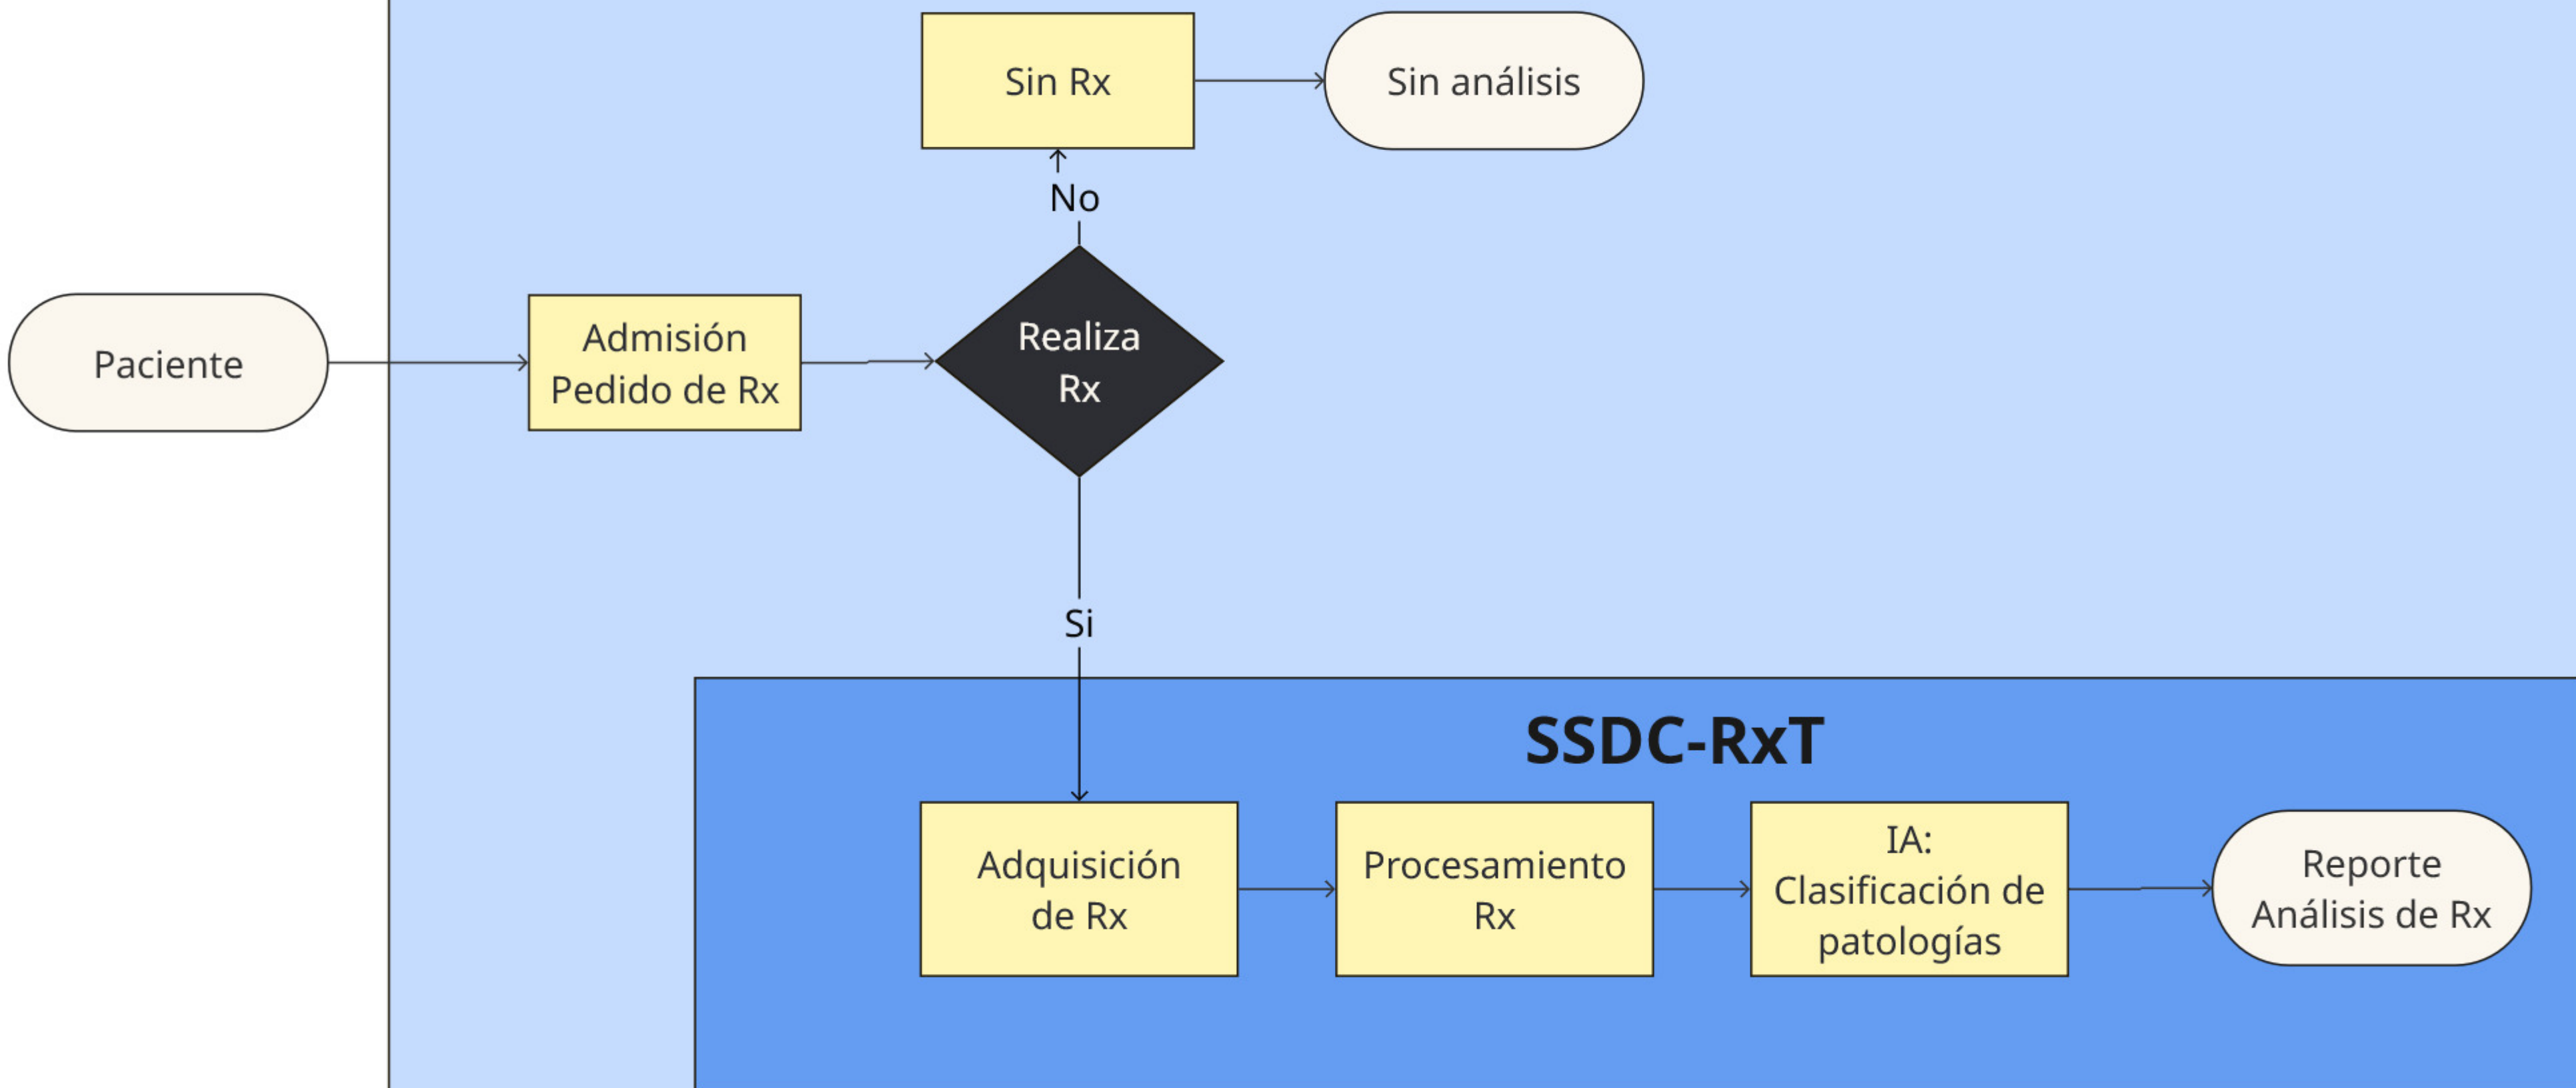 Sin Rx
Sin análisis
No
Paciente
Admisión
Pedido de Rx
Realiza
Rx
Si
SSDC-RxT
Adquisición
de Rx
Procesamiento
Rx
IA:
Clasificación de
patologías
Reporte
Análisis de Rx